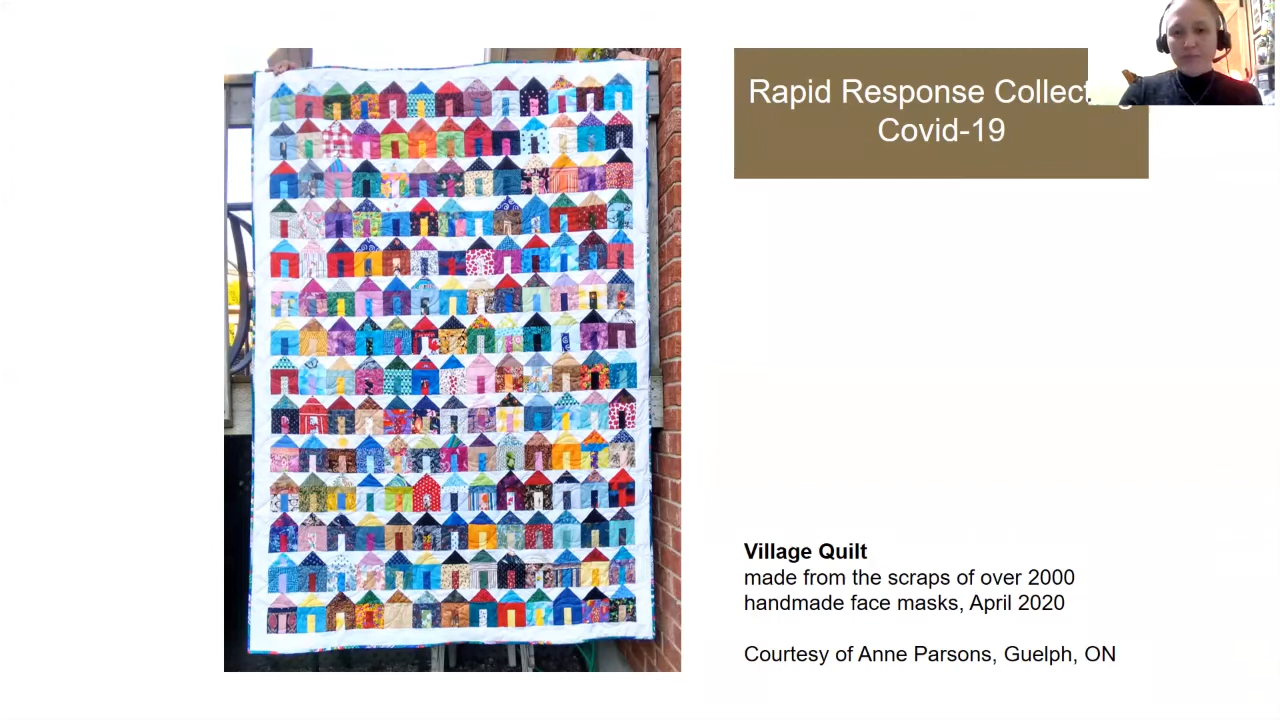 Rapid Response Collect
Covid-19
Village Quilt
made from the scraps of over 2000
handmade face masks, April 2020
Courtesy of Anne Parsons, Guelph, ON